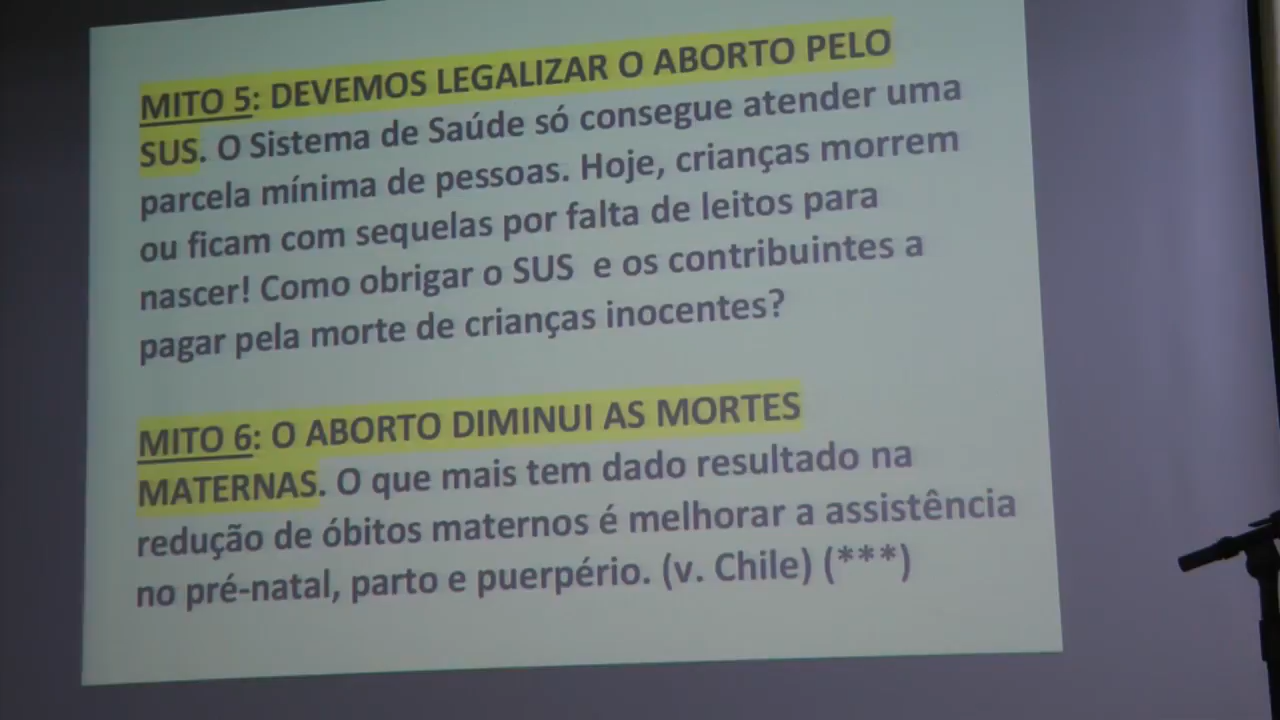 MITO 5: DEVEMOS LEGALIZAR O ABORTO PELO
SUS. O Sistema de Saúde só consegue atender uma
parcela mínima de pessoas. Hoje, crianças morrem
ou ficam com sequelas por falta de leitos para
nascer! Como obrigar o SUS e os contribuintes a
pagar pela morte de crianças inocentes?
MITO 6: O ABORTO DIMINUI AS MORTES
MATERNAS. O que mais tem dado resultado na
redução de óbitos maternos é melhorar a assistência
no pré-natal, parto e puerpério. (v. Chile) (***)